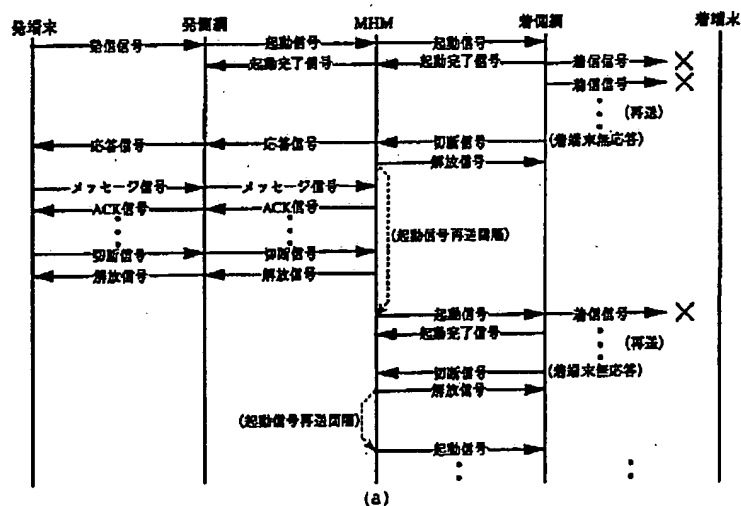 発端末 発側網 MHM 着側網 着端末
発信信号 起動信号 起動信号
起動完了信号 起動完了信号 着信信号
着信信号
(再送)
応答信号 応答信号 切断信号 (着端末無応答)
解放信号
メッセージ信号 メッセージ信号
ACK信号 ACK信号
(起動信号再送間隔)
切断信号 切断信号
解放信号 解放信号
起動信号 着信信号
起動完了信号 (再送)
切断信号 (着端末無応答)
解放信号
(起動信号再送間隔)
起動信号
(a)